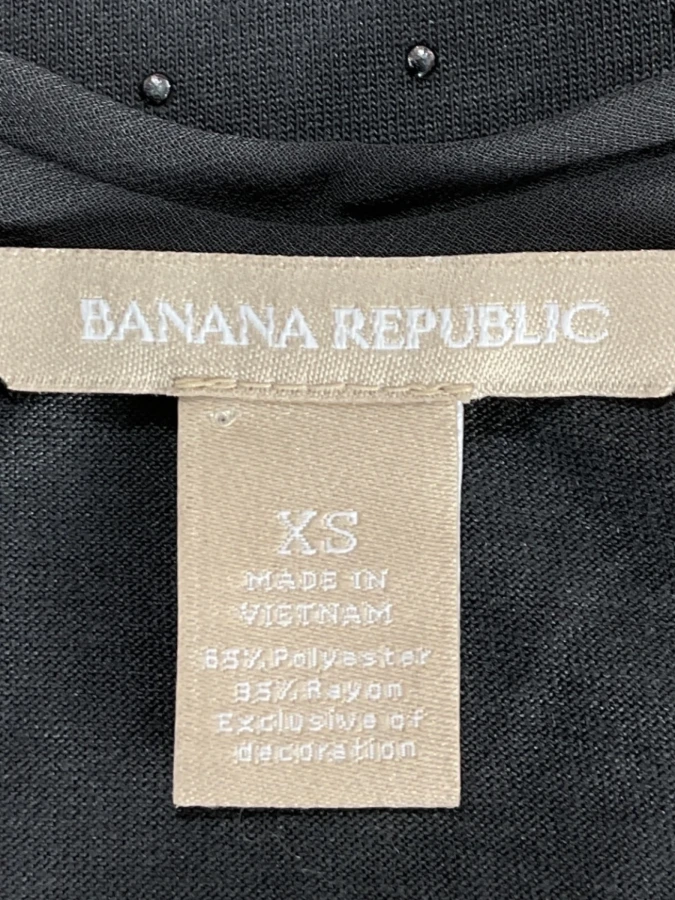 BANANA REPUBLIC
XS
MADE IN
VIETNAM
65% Polyester
35% Rayon
Exclusive of
decoration